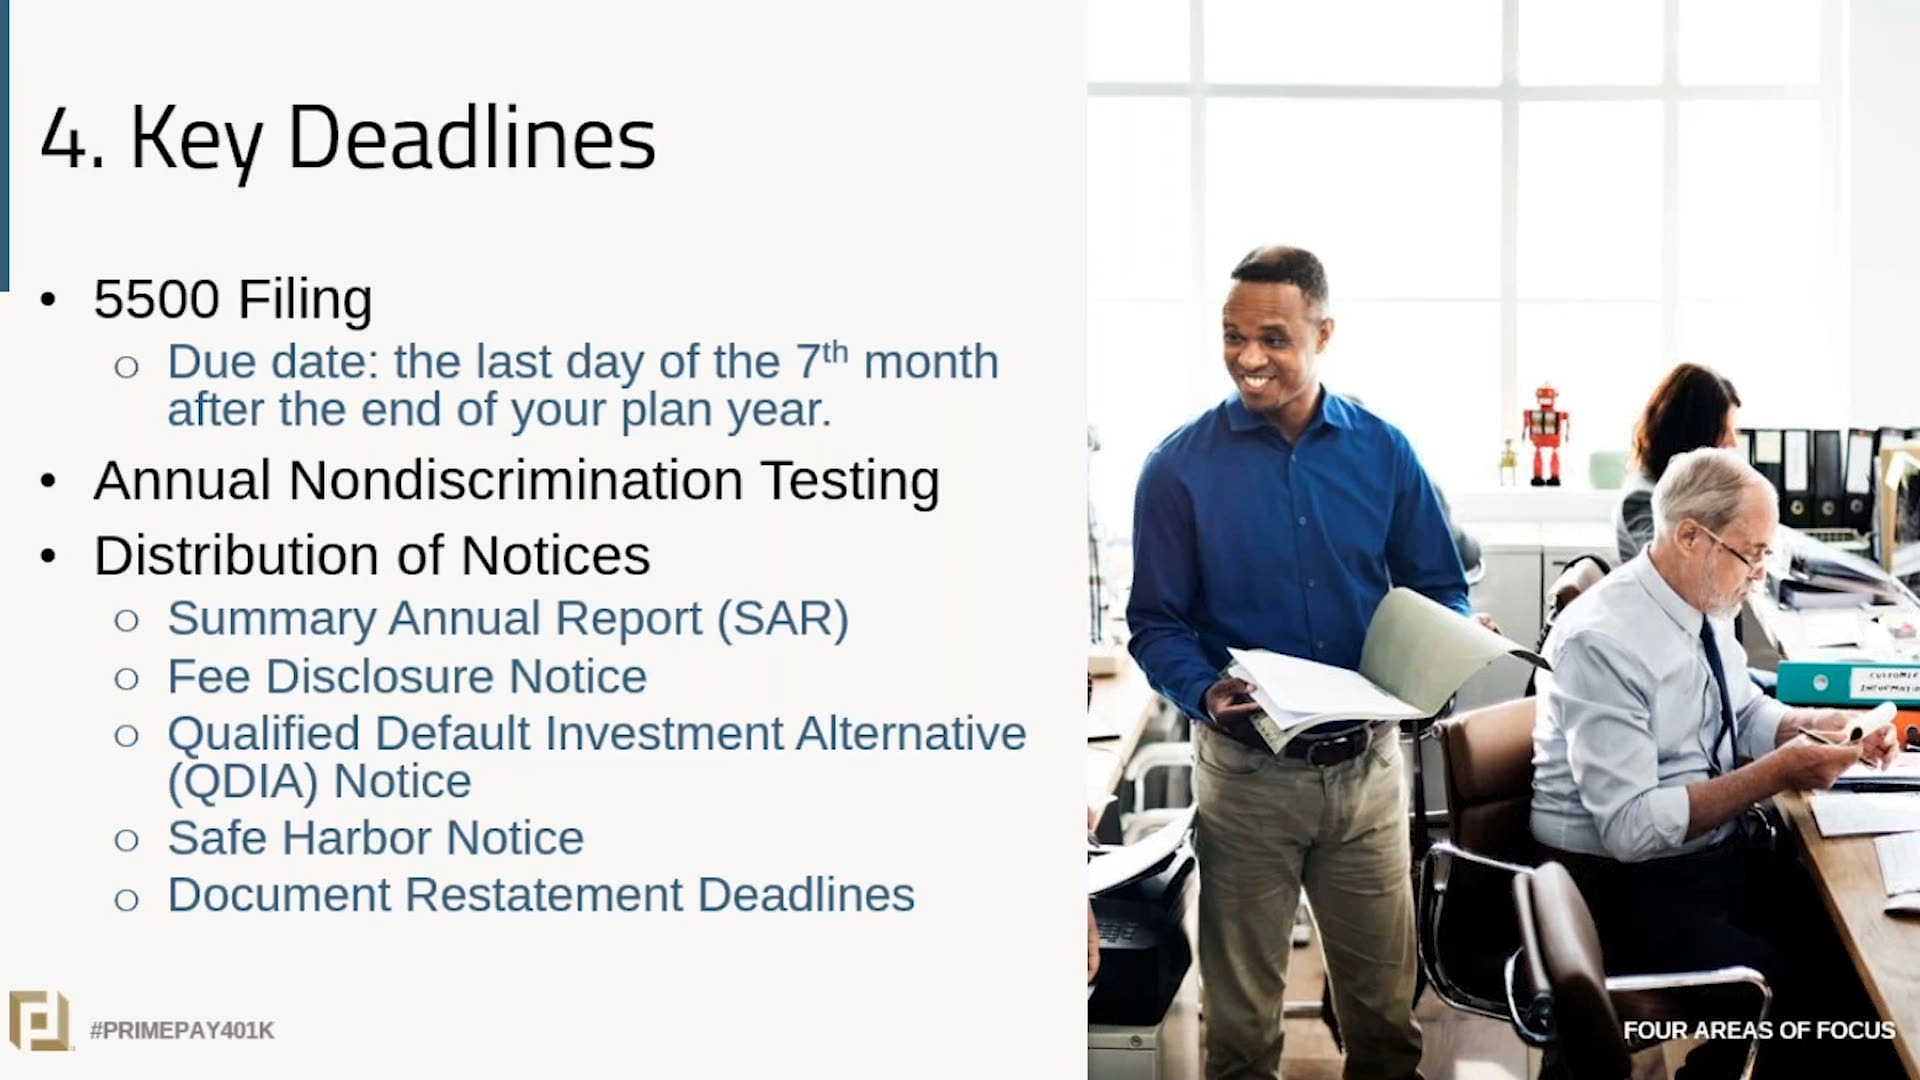 4. Key Deadlines
• 5500 Filing
o Due date: the last day of the 7th month
after the end of your plan year.
• Annual Nondiscrimination Testing
• Distribution of Notices
o Summary Annual Report (SAR)
o Fee Disclosure Notice
o Qualified Default Investment Alternative
(QDIA) Notice
o Safe Harbor Notice
o Document Restatement Deadlines
#PRIMEPAY401K
FOUR AREAS OF FOCUS